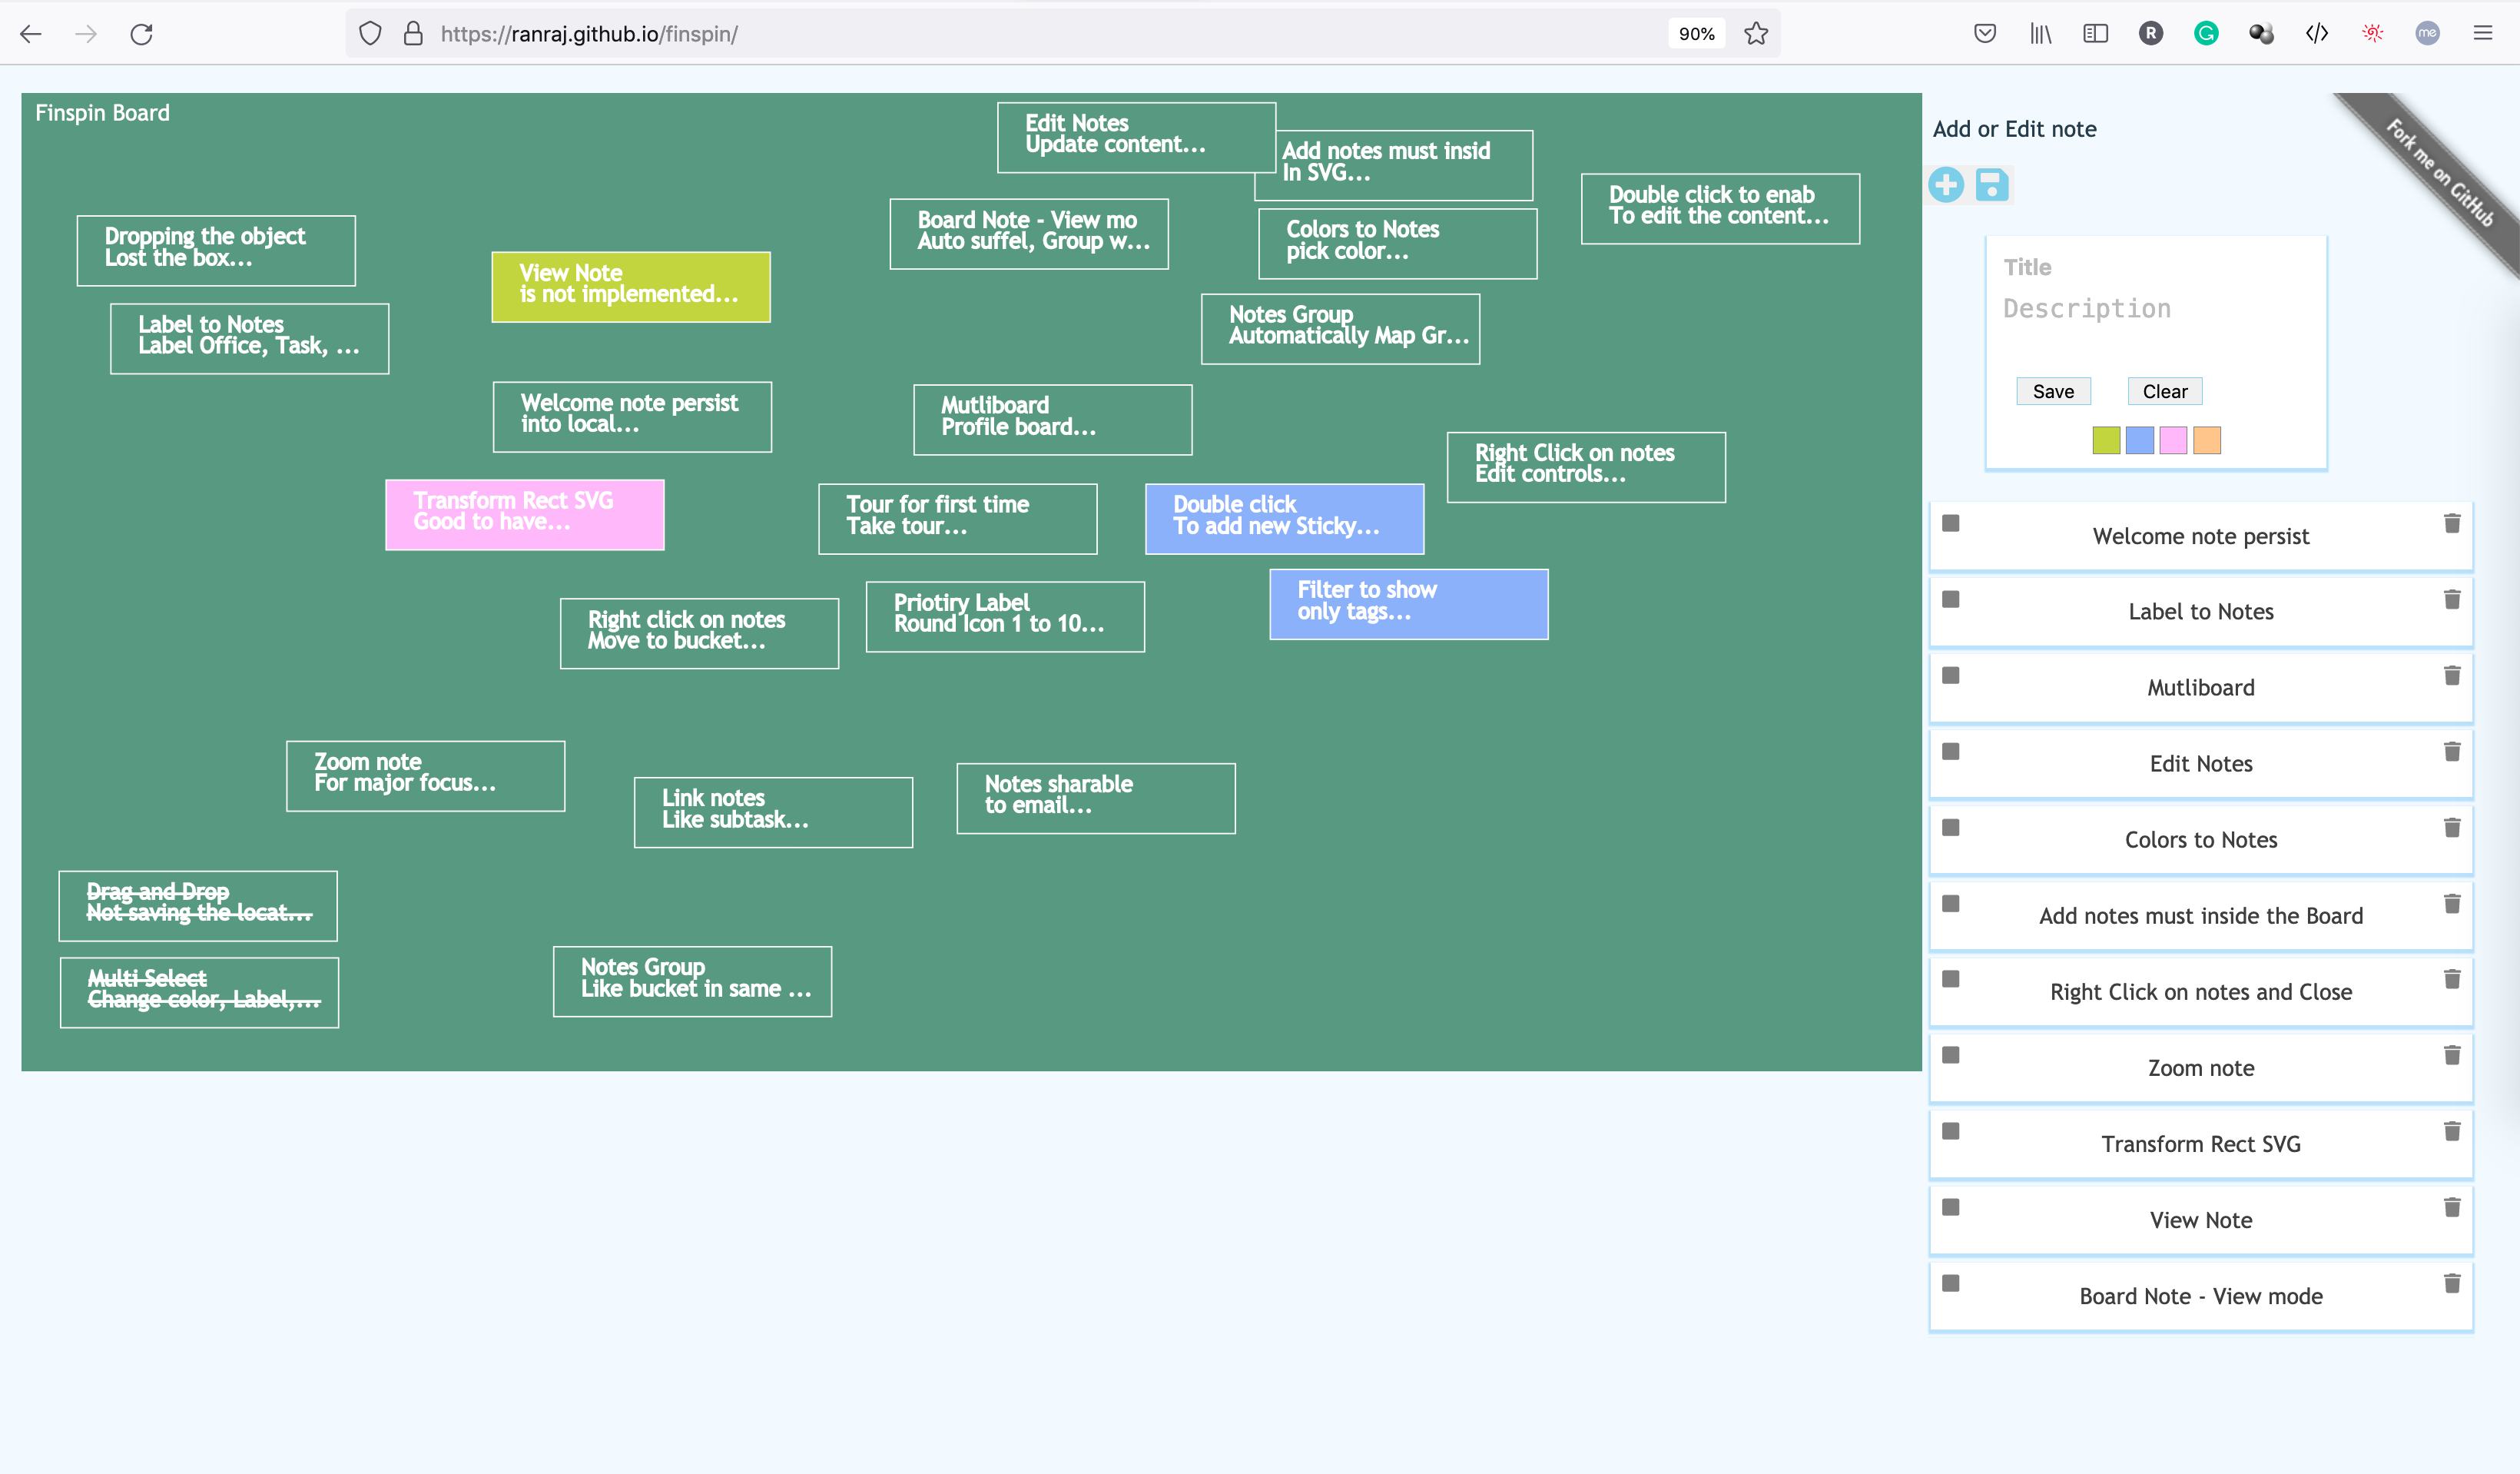 https://ranraj.github.io/finspin/
90%
R
G
me
Finspin Board
Edit Notes
Update content...
Add notes must insid
In SVG...
Double click to enab
To edit the content...
Board Note - View mo
Auto suffel, Group w...
Colors to Notes
pick color...
Dropping the object
Lost the box...
View Note
is not implemented...
Label to Notes
Label Office, Task, ...
Notes Group
Automatically Map Gr...
Welcome note persist
into local...
Mutliboard
Profile board...
Right Click on notes
Edit controls...
Transform Rect SVG
Good to have...
Tour for first time
Take tour...
Double click
To add new Sticky...
Filter to show
only tags...
Right click on notes
Move to bucket...
Priotiry Label
Round Icon 1 to 10...
Zoom note
For major focus...
Link notes
Like subtask...
Notes sharable
to email...
Drag and Drop
Not saving the locat...
Multi Select
Change color, Label,...
Notes Group
Like bucket in same ...
Add or Edit note
Fork me on GitHub
Title
Description
Save
Clear
Welcome note persist
Label to Notes
Mutliboard
Edit Notes
Colors to Notes
Add notes must inside the Board
Right Click on notes and Close
Zoom note
Transform Rect SVG
View Note
Board Note - View mode